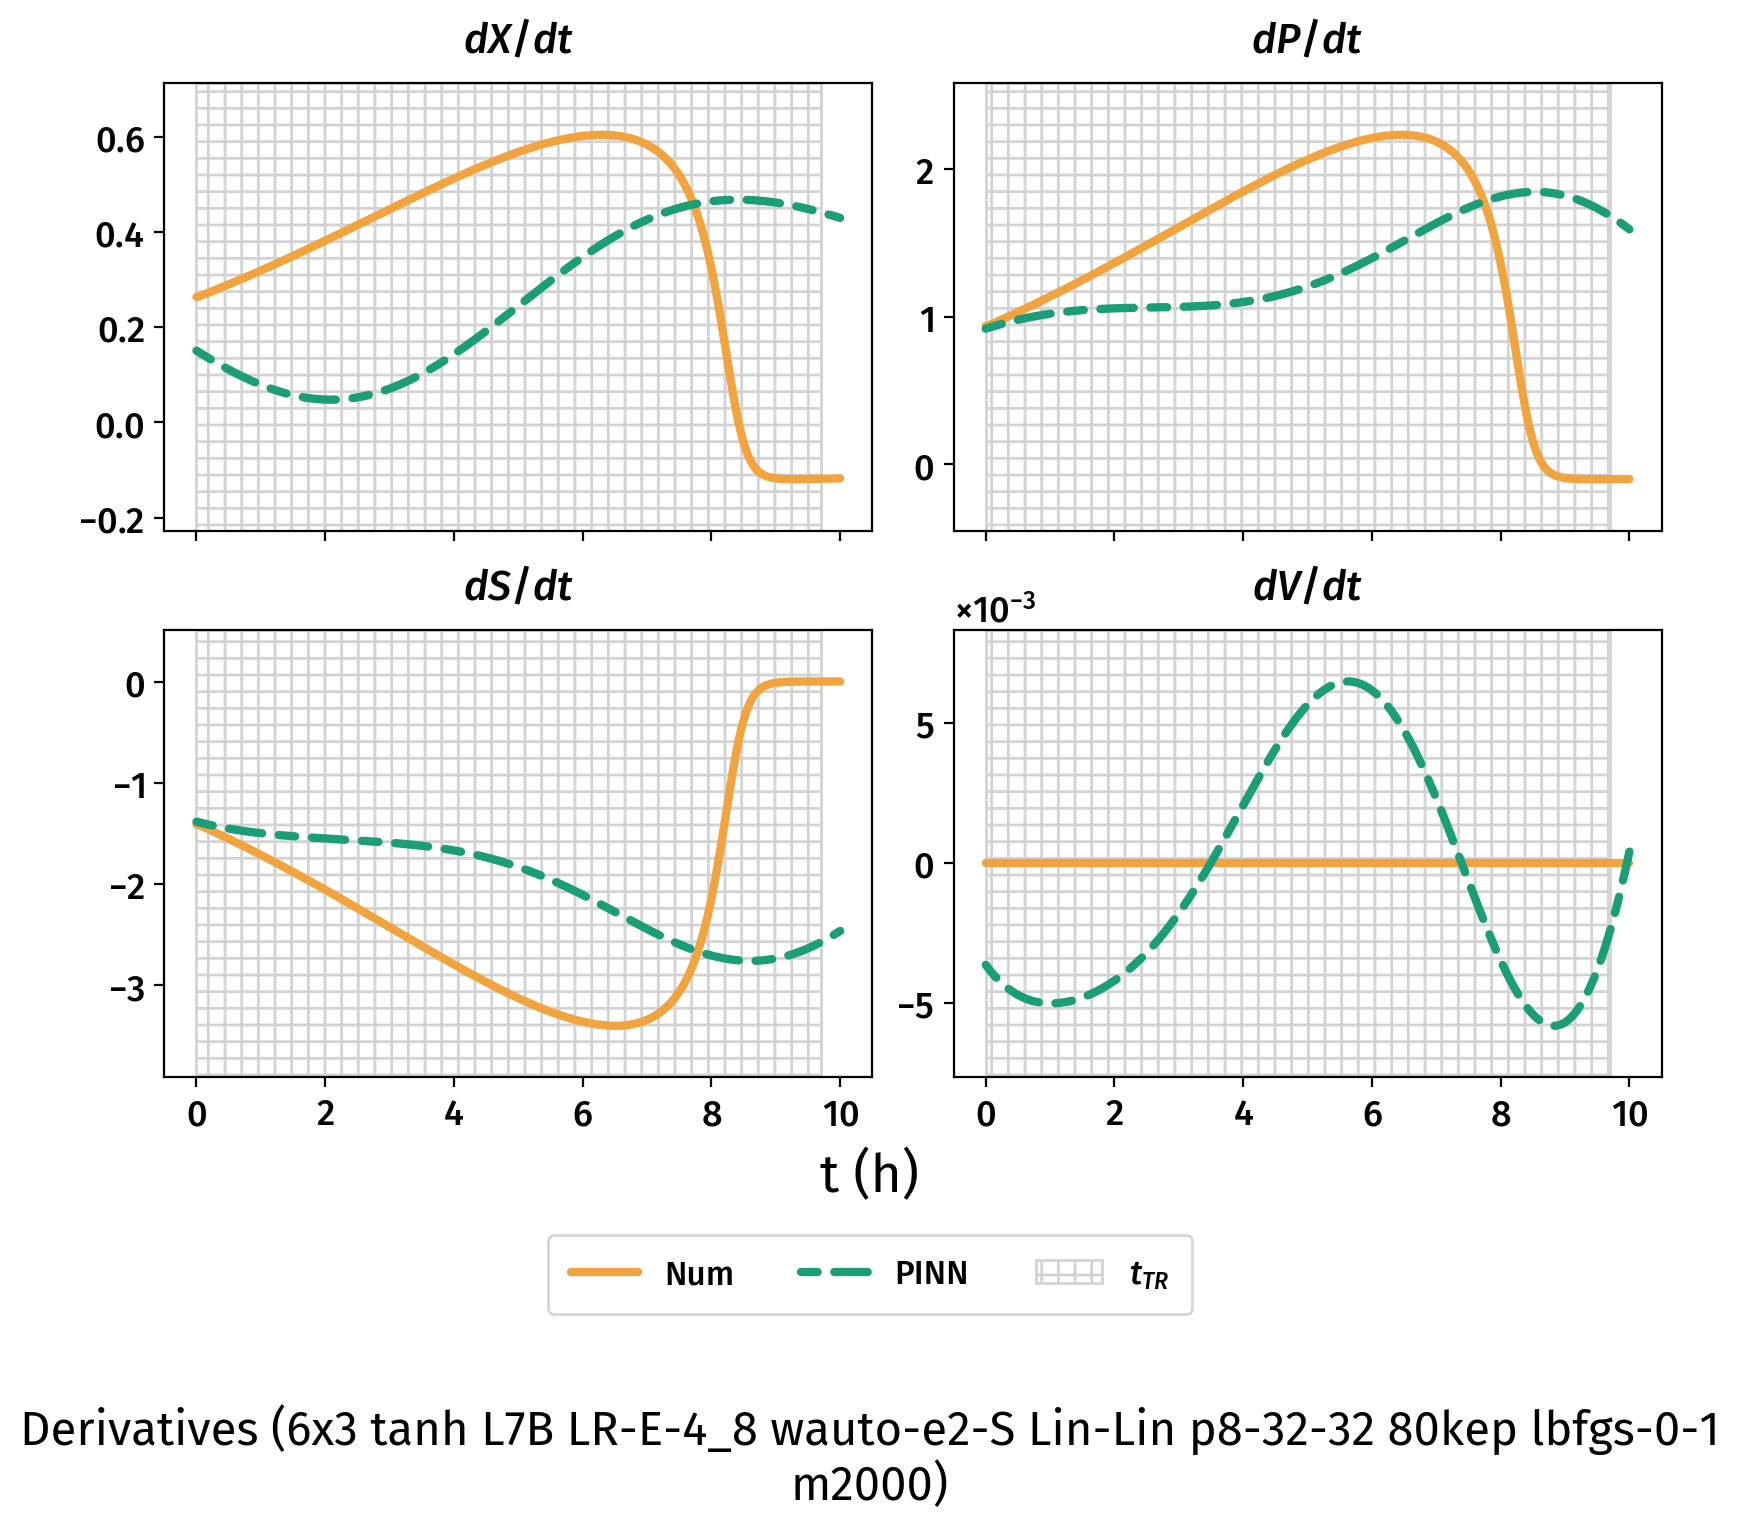 dX/dt
dP/dt
0.6
0.4
0.2
0.0
−0.2
2
1
0
dS/dt
dV/dt
×10⁻³
0
−1
−2
−3
5
0
−5
0 2 4 6 8 10
0 2 4 6 8 10
t (h)
Num PINN t_TR
Derivatives (6x3 tanh L7B LR-E-4_8 wauto-e2-S Lin-Lin p8-32-32 80kep lbfgs-0-1
m2000)